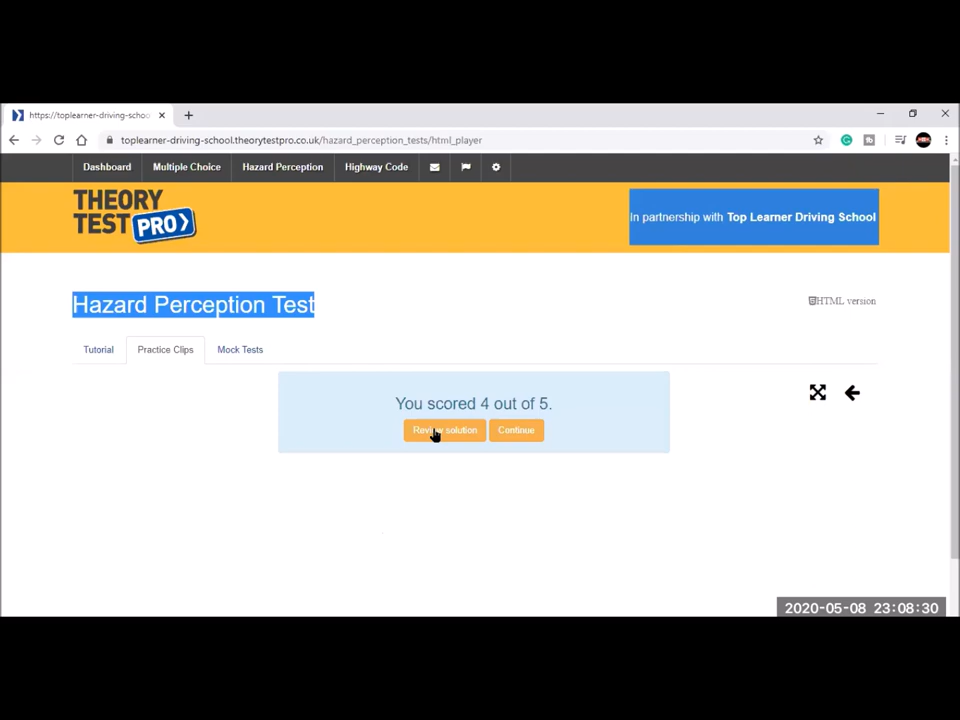 https://toplearner-driving-schoo
toplearner-driving-school.theorytestpro.co.uk/hazard_perception_tests/html_player
Dashboard Multiple Choice Hazard Perception Highway Code
THEORY
TEST PRO
In partnership with Top Learner Driving School
Hazard Perception Test
HTML version
Tutorial Practice Clips Mock Tests
You scored 4 out of 5.
Review solution Continue
2020-05-08 23:08:30